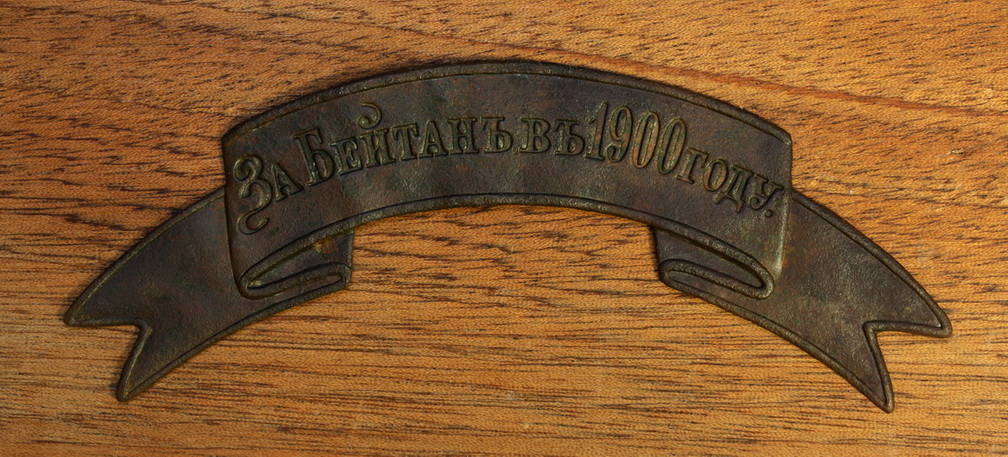 За Бейтанъ въ 1900 году.